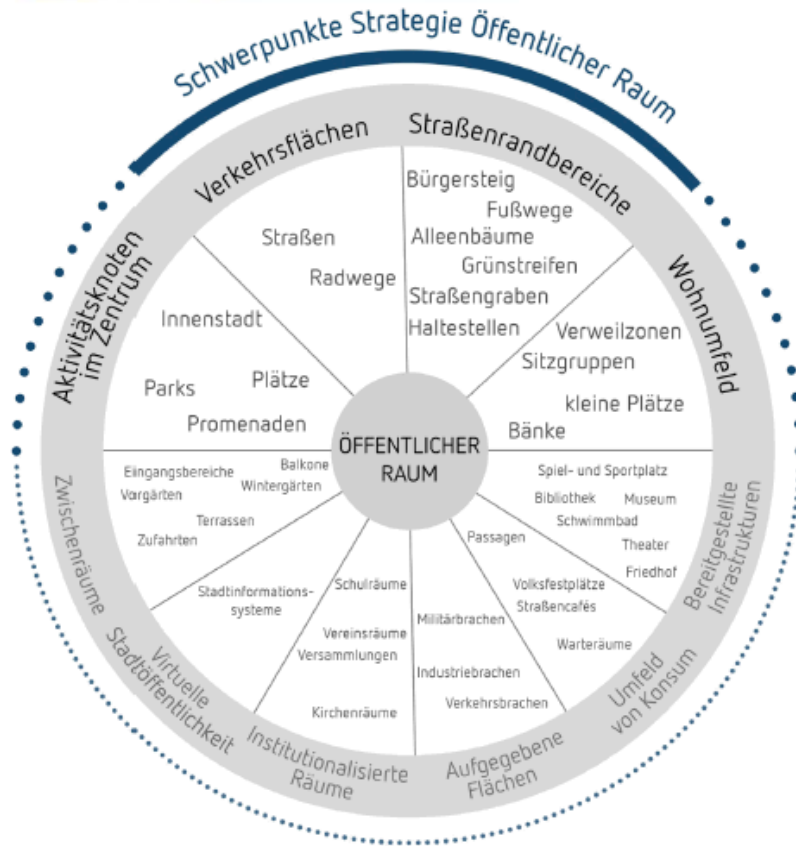 Schwerpunkte Strategie Öffentlicher Raum
Verkehrsflächen
Straßen
Radwege
Straßenrandbereiche
Bürgersteig
Fußwege
Alleenbäume
Grünstreifen
Straßengraben
Haltestellen
Wohnumfeld
Verweilzonen
Sitzgruppen
kleine Plätze
Bänke
Aktivitätsknoten
im Zentrum
Innenstadt
Plätze
Parks
Promenaden
ÖFFENTLICHER
RAUM
Bereitgestellte
Infrastrukturen
Spiel- und Sportplatz
Bibliothek
Museum
Schwimmbad
Theater
Friedhof
Umfeld
von Konsum
Passagen
Volksfestplätze
Straßencafés
Warteräume
Aufgegebene
Flächen
Militärbrachen
Industriebrachen
Verkehrsbrachen
Institutionalisierte
Räume
Schulräume
Vereinsräume
Versammlungen
Kirchenräume
Virtuelle
Stadtöffentlichkeit
Stadtinformations-
systeme
Zwischenräume
Eiingangsbereiche
Balkone
Vorgärten
Wintergärten
Terrassen
Zufahrten